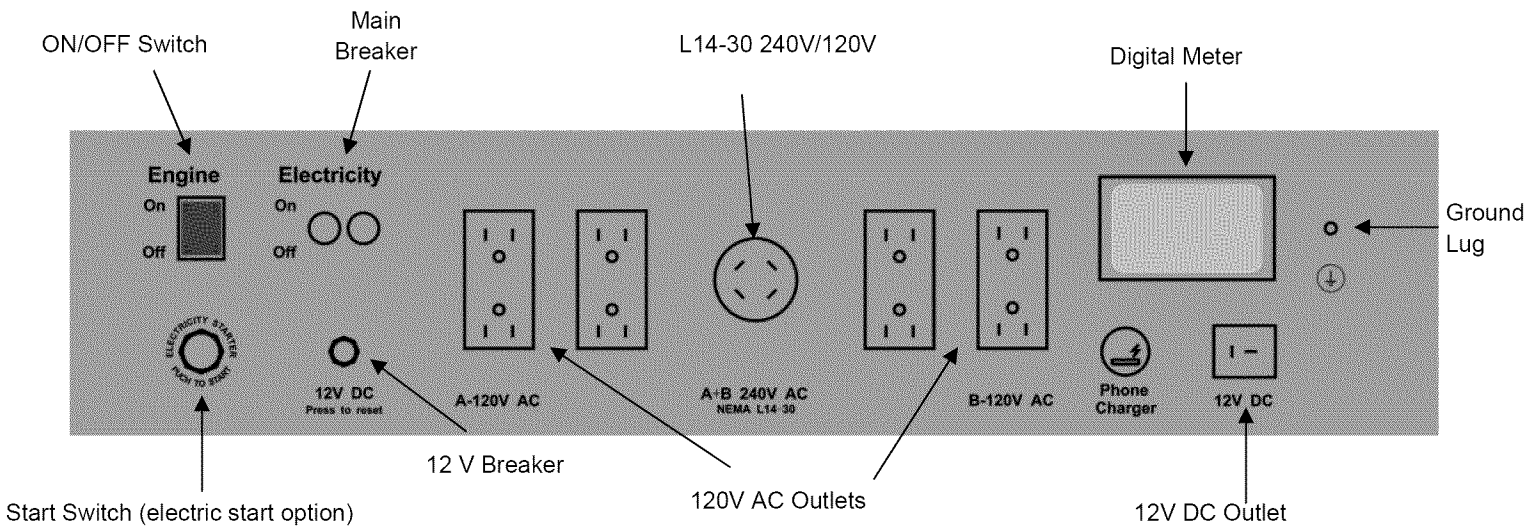 ON/OFF Switch
Main
Breaker
L14-30 240V/120V
Digital Meter
Engine
On
Off
Electricity
On
Off
Ground
Lug
ELECTRICITY STARTER
PUCH TO START
12V DC
Press to reset
A-120V AC
A+B 240V AC
NEMA L14-30
B-120V AC
Phone
Charger
12V DC
12 V Breaker
120V AC Outlets
Start Switch (electric start option)
12V DC Outlet